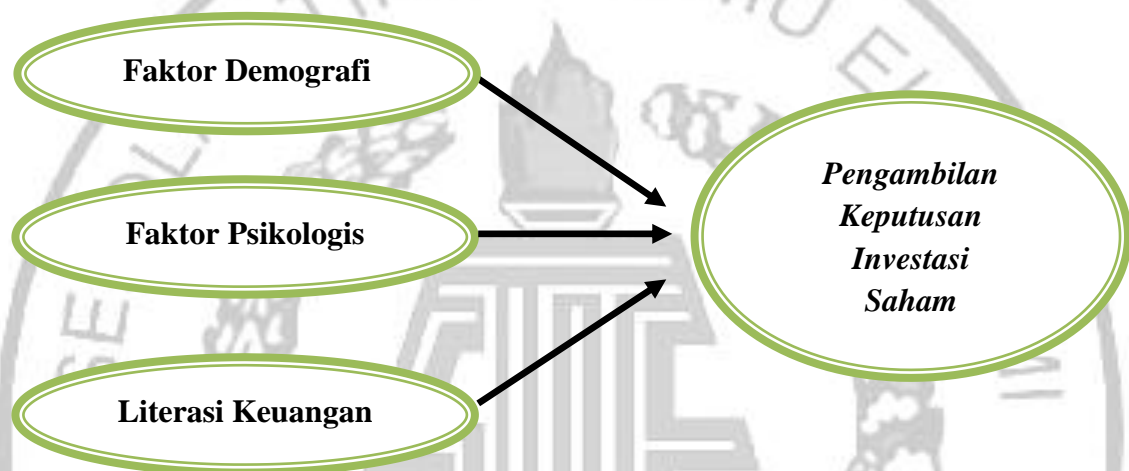 Faktor Demografi
Faktor Psikologis
Literasi Keuangan
Pengambilan
Keputusan
Investasi
Saham